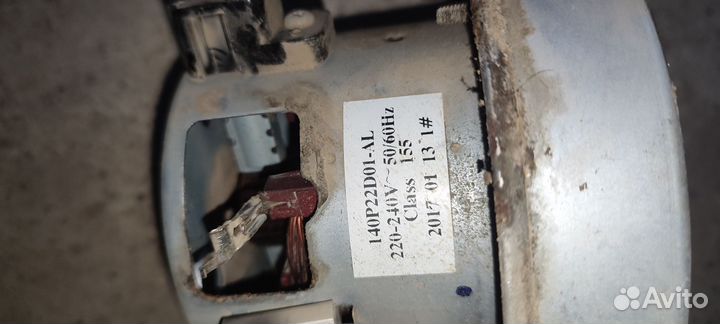 140P22D01-AL
220-240V~50/60Hz
Class 155
2017 01 13 1#
Avito